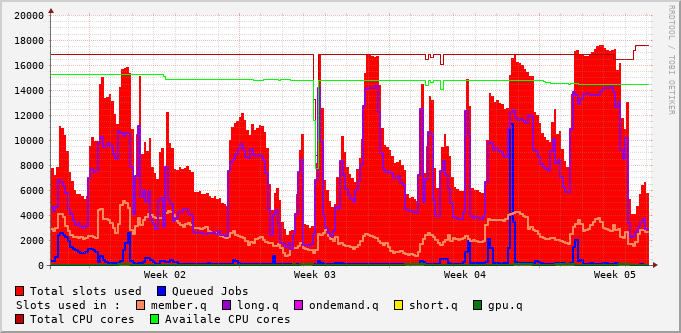 20000
18000
16000
14000
12000
10000
8000
6000
4000
2000
0
Week 02 Week 03 Week 04 Week 05
RRDTOOL / TOBI OETIKER
Total slots used Queued Jobs
Slots used in : member.q long.q ondemand.q short.q gpu.q
Total CPU cores Availale CPU cores